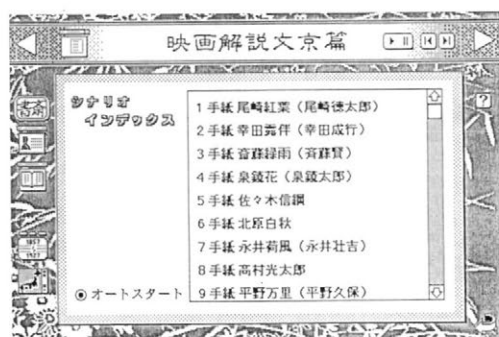 映画解説文京篇
書斎
シナリオ
インデックス
1 手紙 尾崎紅葉（尾崎徳太郎）
2 手紙 幸田露伴（幸田成行）
3 手紙 斎藤緑雨（斉藤賢）
4 手紙 泉鏡花（泉鏡太郎）
5 手紙 佐々木信綱
6 手紙 北原白秋
7 手紙 永井荷風（永井壮吉）
8 手紙 高村光太郎
9 手紙 平野万里（平野久保）
オートスタート
?
1857
1927